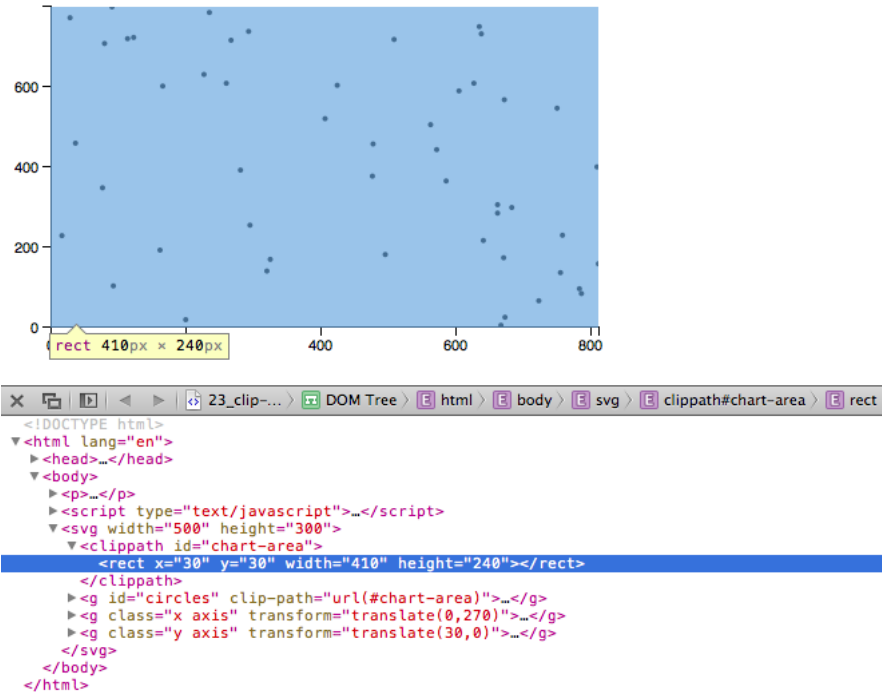 600
400
200
0
400
600
800
rect 410px × 240px
23_clip-... DOM Tree E html E body E svg E clippath#chart-area E rect
<!DOCTYPE html>
▼<html lang="en">
▶<head>…</head>
▼<body>
▶<p>…</p>
▶<script type="text/javascript">…</script>
▼<svg width="500" height="300">
▼<clippath id="chart-area">
<rect x="30" y="30" width="410" height="240"></rect>
</clippath>
▶<g id="circles" clip-path="url(#chart-area)">…</g>
▶<g class="x axis" transform="translate(0,270)">…</g>
▶<g class="y axis" transform="translate(30,0)">…</g>
</svg>
</body>
</html>